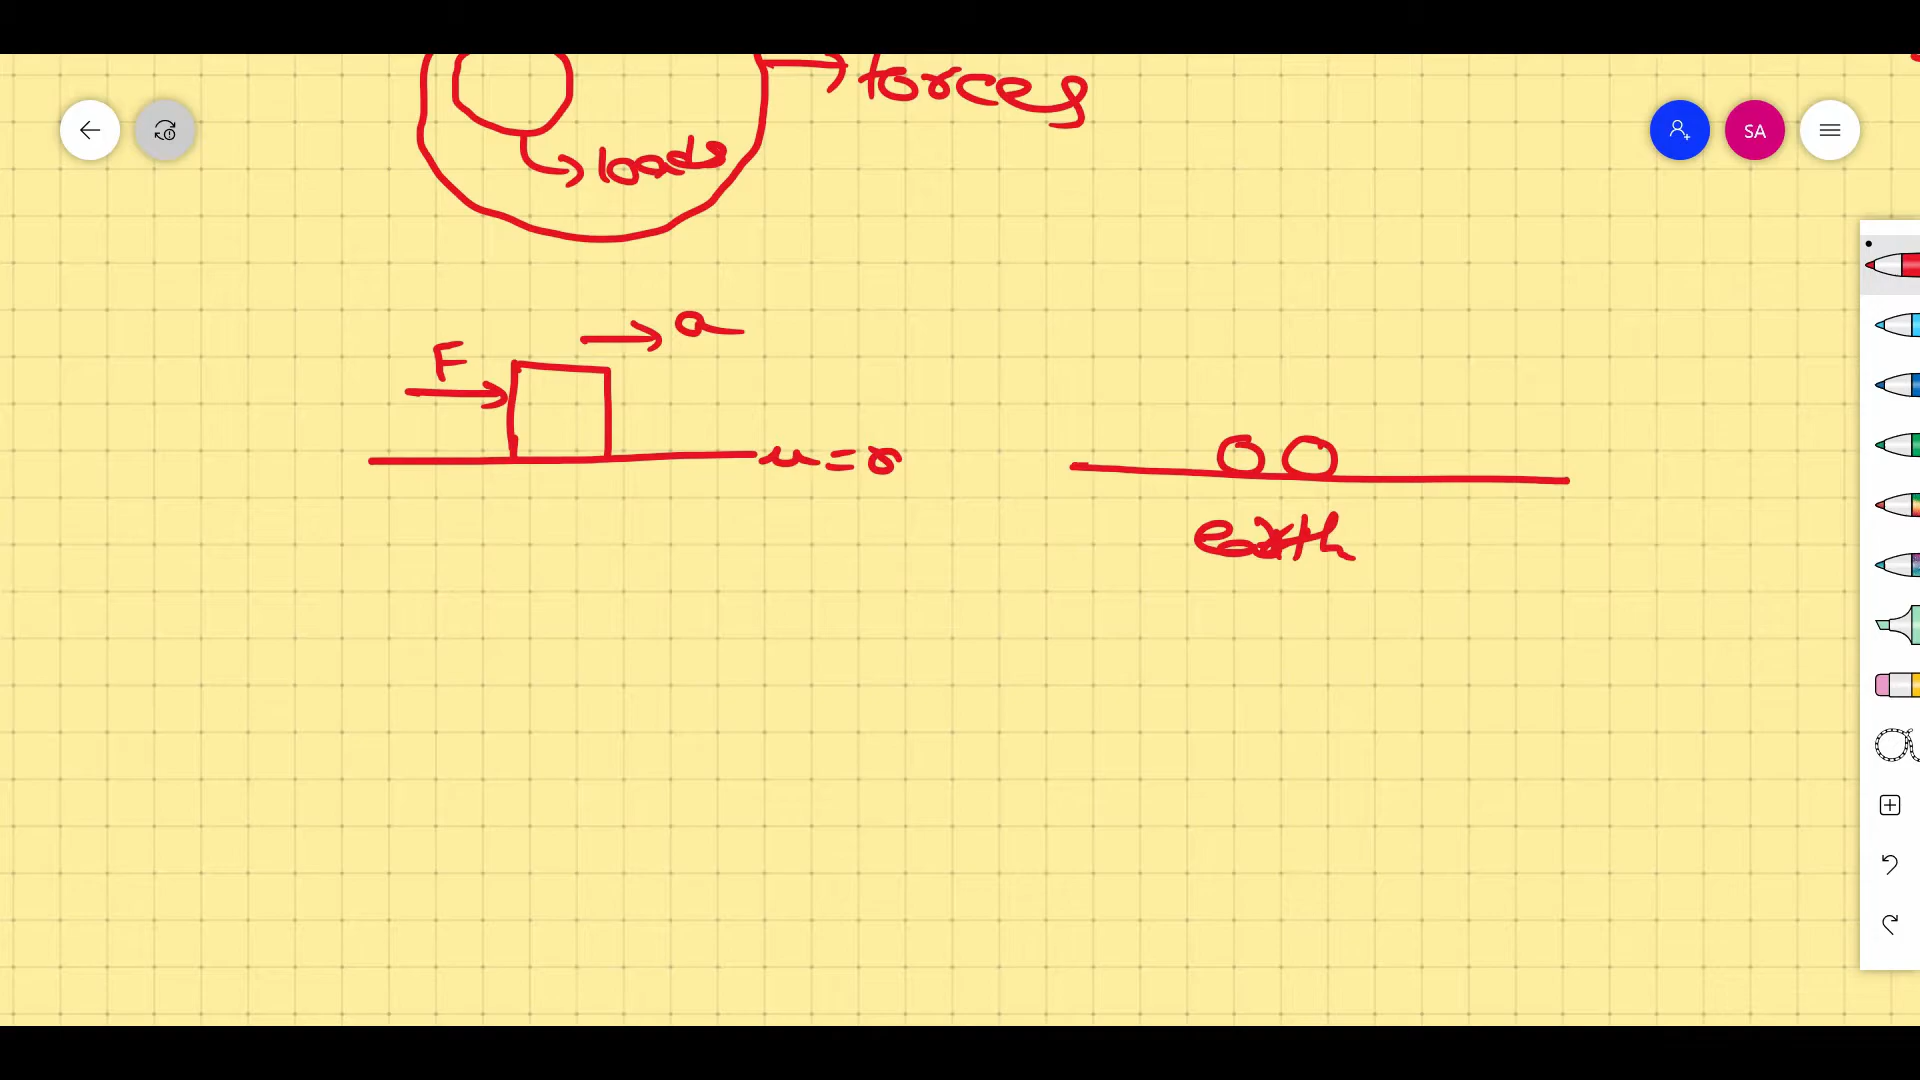 forces
loads
SA
a
F
u = 0
earth